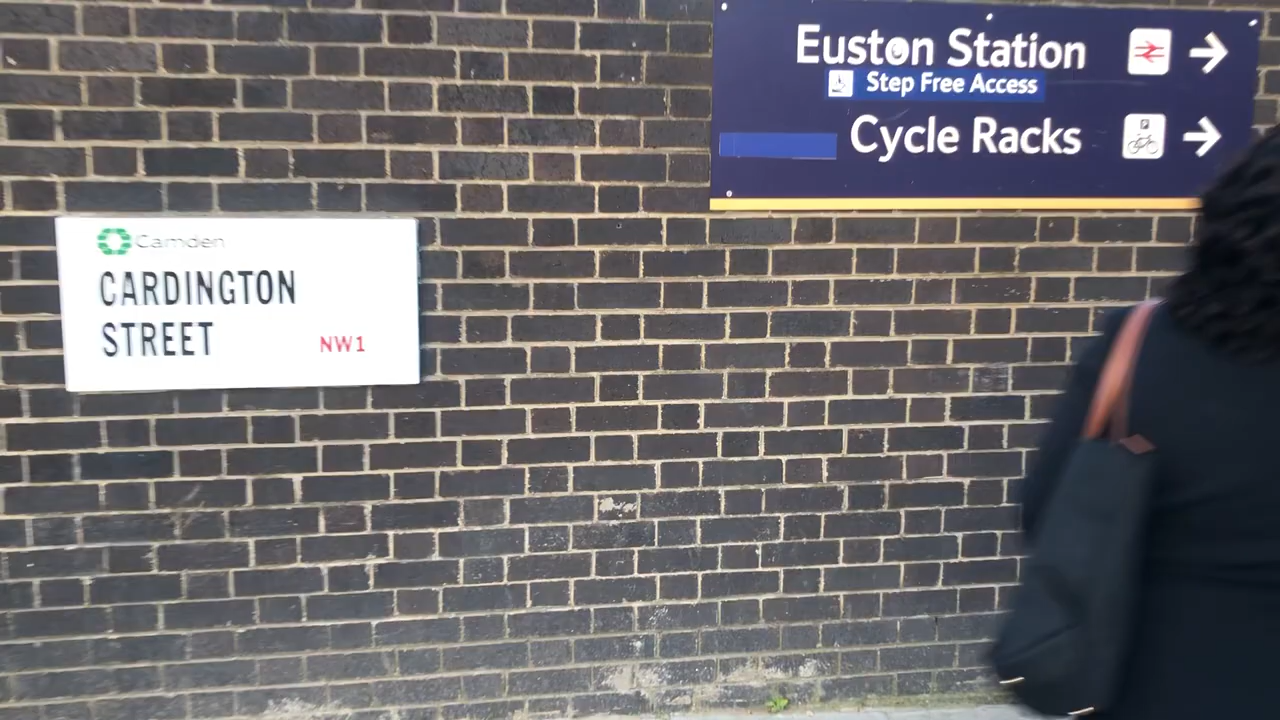 Euston Station
Step Free Access
Cycle Racks
P
Camden
CARDINGTON
STREET
NW1